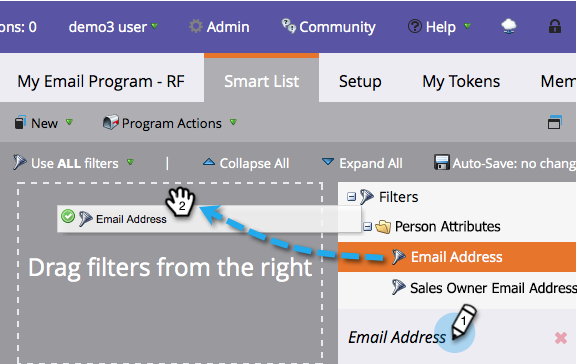 ons: 0 demo3 user Admin Community Help
My Email Program - RF Smart List Setup My Tokens Mem
New Program Actions
Use ALL filters | Collapse All Expand All Auto-Save: no chang
Filters
2
Email Address
Person Attributes
Drag filters from the right
Email Address
Sales Owner Email Address
1
Email Address